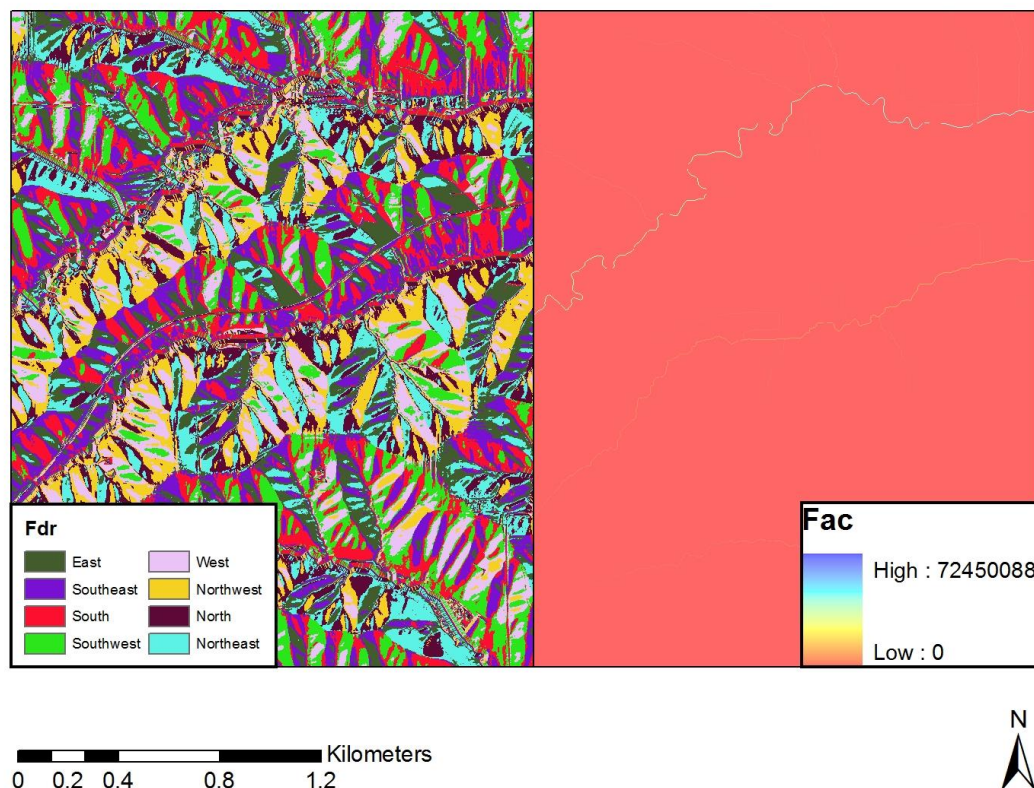 Fdr
East West
Southeast Northwest
South North
Southwest Northeast
Fac
High : 72450088
Low : 0
N
Kilometers
0 0.2 0.4 0.8 1.2